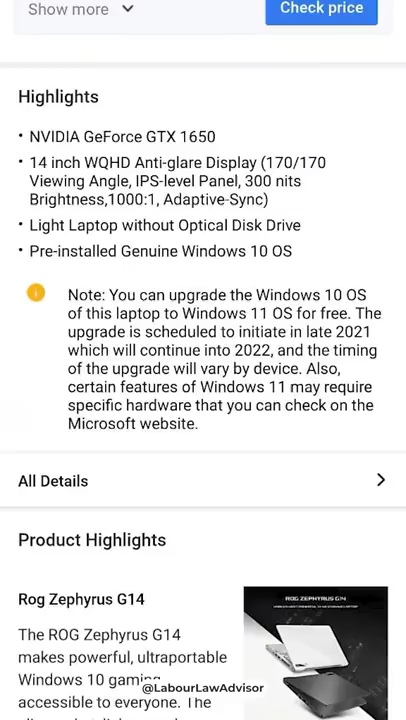 Show more
Check price
Highlights
• NVIDIA GeForce GTX 1650
• 14 inch WQHD Anti-glare Display (170/170
Viewing Angle, IPS-level Panel, 300 nits
Brightness,1000:1, Adaptive-Sync)
• Light Laptop without Optical Disk Drive
• Pre-installed Genuine Windows 10 OS
Note: You can upgrade the Windows 10 OS
of this laptop to Windows 11 OS for free. The
upgrade is scheduled to initiate in late 2021
which will continue into 2022, and the timing
of the upgrade will vary by device. Also,
certain features of Windows 11 may require
specific hardware that you can check on the
Microsoft website.
All Details
Product Highlights
Rog Zephyrus G14
ROG ZEPHYRUS G14
The ROG Zephyrus G14
makes powerful, ultraportable
Windows 10 gaming
@LabourLawAdvisor
accessible to everyone. The